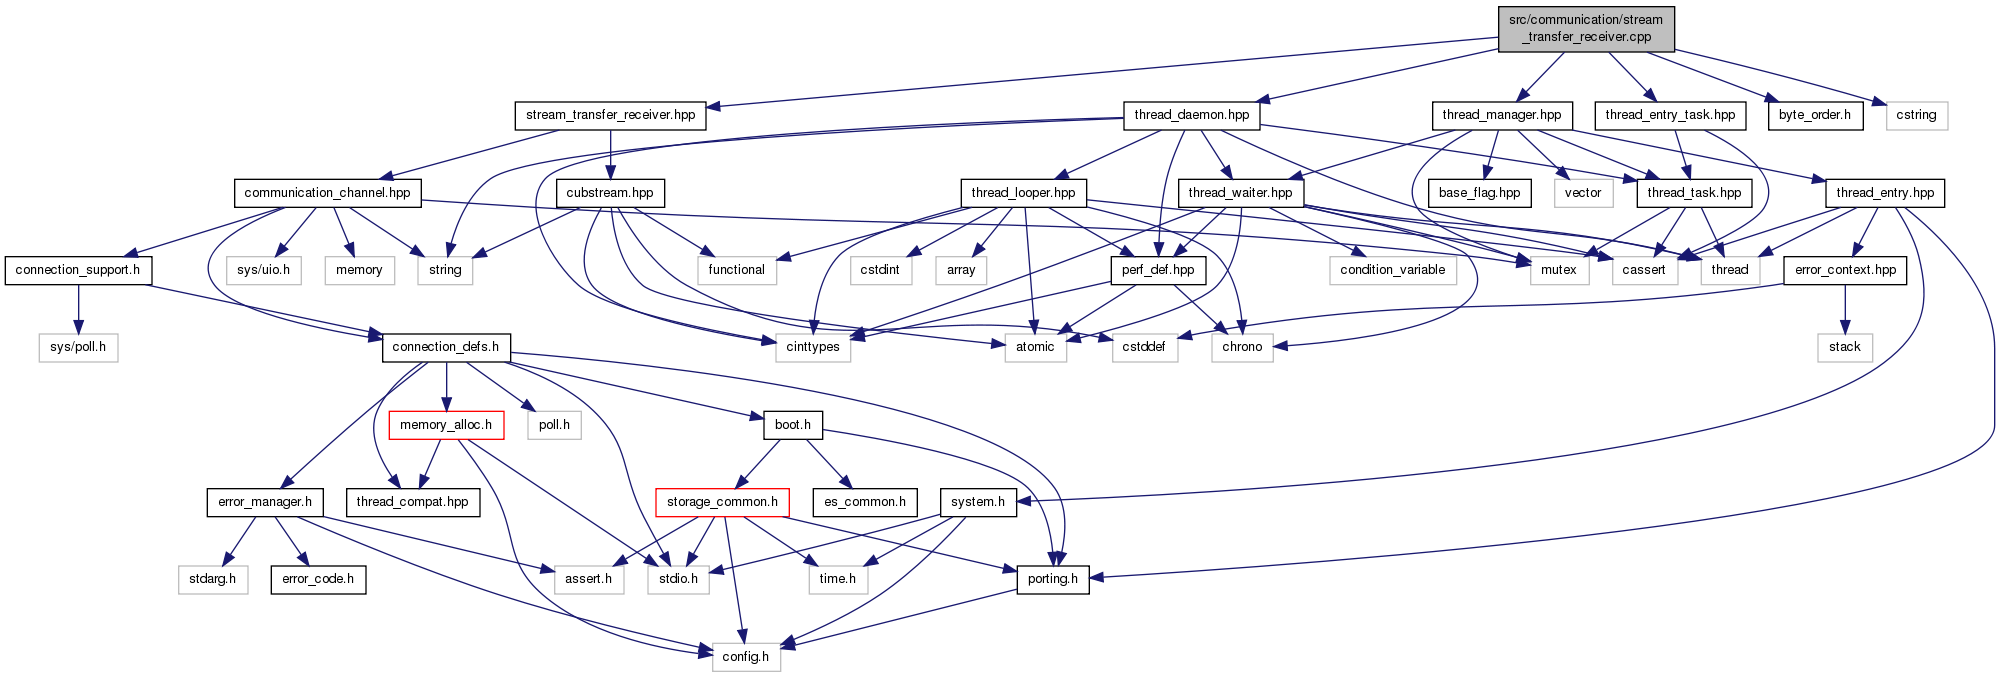 src/communication/stream
_transfer_receiver.cpp
stream_transfer_receiver.hpp
thread_daemon.hpp
thread_manager.hpp
thread_entry_task.hpp
byte_order.h
cstring
communication_channel.hpp
cubstream.hpp
thread_looper.hpp
thread_waiter.hpp
base_flag.hpp
vector
thread_task.hpp
thread_entry.hpp
connection_support.h
sys/uio.h
memory
string
functional
cstdint
array
perf_def.hpp
condition_variable
mutex
cassert
thread
error_context.hpp
sys/poll.h
connection_defs.h
cinttypes
atomic
cstddef
chrono
stack
memory_alloc.h
poll.h
boot.h
error_manager.h
thread_compat.hpp
storage_common.h
es_common.h
system.h
stdarg.h
error_code.h
assert.h
stdio.h
time.h
porting.h
config.h